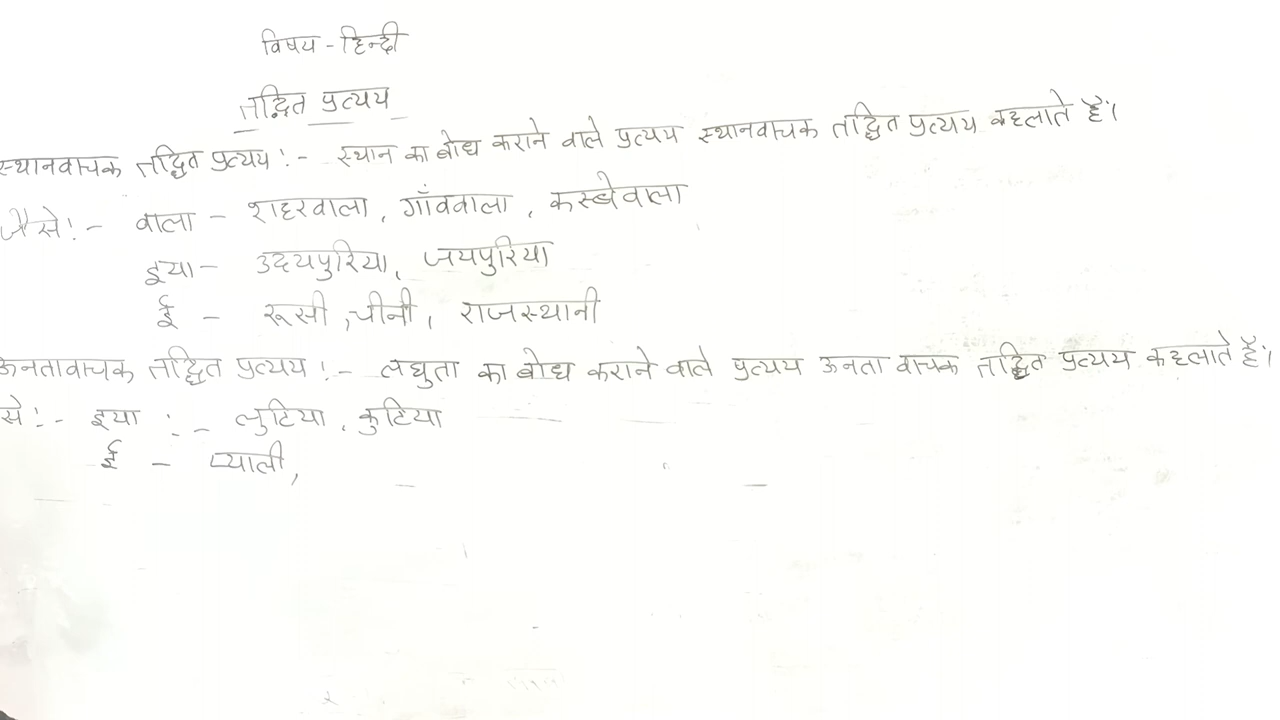 विषय - हिन्दी
तद्धित प्रत्यय
स्थानवाचक तद्धित प्रत्यय :- स्थान का बोध कराने वाले प्रत्यय स्थानवाचक तद्धित प्रत्यय कहलाते हैं।
जैसे :- वाला - शहरवाला, गाँववाला, कस्बेवाला
इया - उदयपुरिया, जयपुरिया
ई - रूसी, चीनी, राजस्थानी
ऊनतावाचक तद्धित प्रत्यय :- लघुता का बोध कराने वाले प्रत्यय ऊनता वाचक तद्धित प्रत्यय कहलाते हैं।
से :- इया :- लुटिया, कुटिया
ई - प्याली,